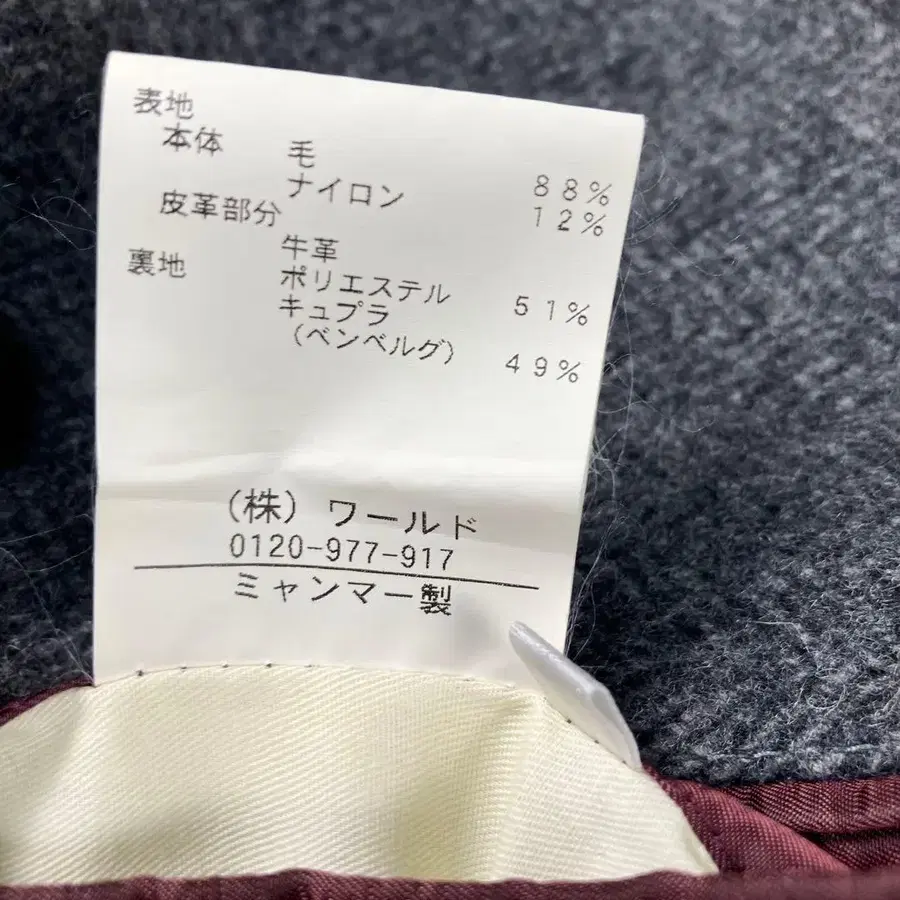 表地
本体 毛 88%
ナイロン 12%
皮革部分
牛革
裏地 ポリエステル 51%
キュプラ
(ベンベルグ) 49%
(株) ワールド
0120-977-917
ミャンマー製